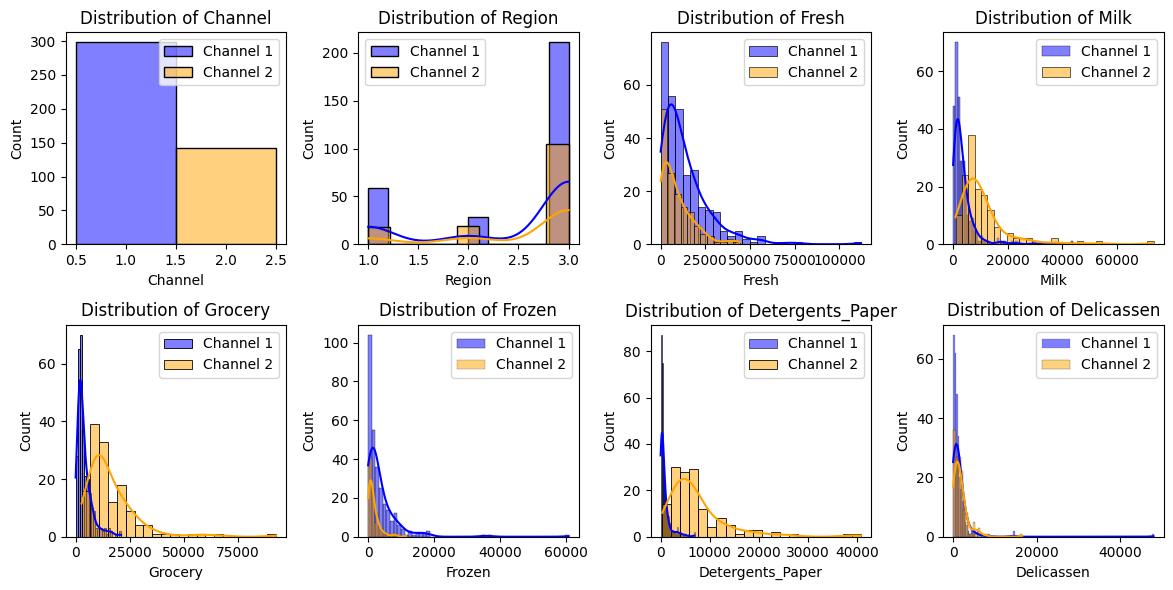 Distribution of Channel
Count
300
250
200
150
100
50
0
Channel 1
Channel 2
0.5 1.0 1.5 2.0 2.5
Channel
Distribution of Region
Count
200
150
100
50
0
Channel 1
Channel 2
1.0 1.5 2.0 2.5 3.0
Region
Distribution of Fresh
Count
60
40
20
0
Channel 1
Channel 2
0 25000 50000 75000 100000
Fresh
Distribution of Milk
Count
60
40
20
0
Channel 1
Channel 2
0 20000 40000 60000
Milk
Distribution of Grocery
Count
60
40
20
0
Channel 1
Channel 2
0 25000 50000 75000
Grocery
Distribution of Frozen
Count
100
80
60
40
20
0
Channel 1
Channel 2
0 20000 40000 60000
Frozen
Distribution of Detergents_Paper
Count
80
60
40
20
0
Channel 1
Channel 2
0 10000 20000 30000 40000
Detergents_Paper
Distribution of Delicassen
Count
60
40
20
0
Channel 1
Channel 2
0 20000 40000
Delicassen